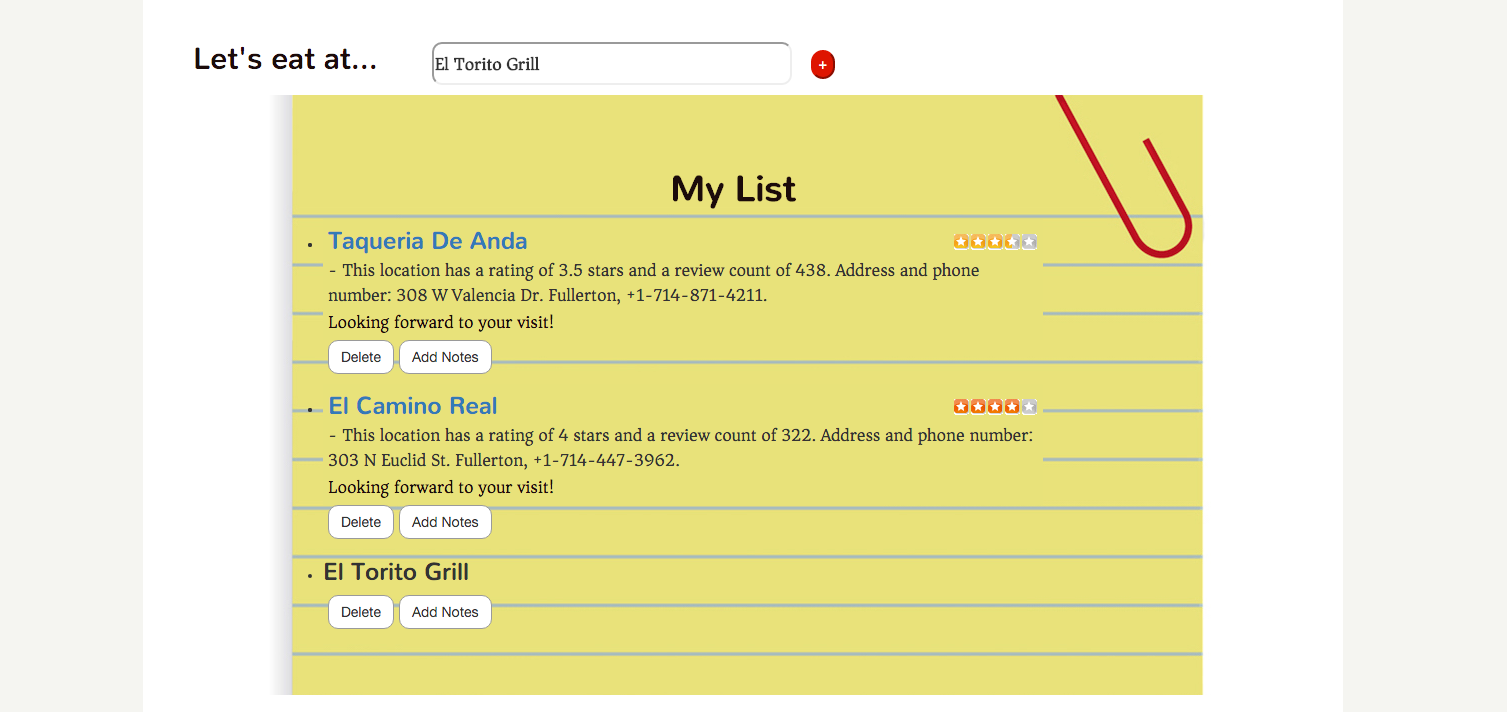 Let's eat at...
El Torito Grill
+
My List
Taqueria De Anda
- This location has a rating of 3.5 stars and a review count of 438. Address and phone
number: 308 W Valencia Dr. Fullerton, +1-714-871-4211.
Looking forward to your visit!
Delete Add Notes
El Camino Real
- This location has a rating of 4 stars and a review count of 322. Address and phone number:
303 N Euclid St. Fullerton, +1-714-447-3962.
Looking forward to your visit!
Delete Add Notes
El Torito Grill
Delete Add Notes